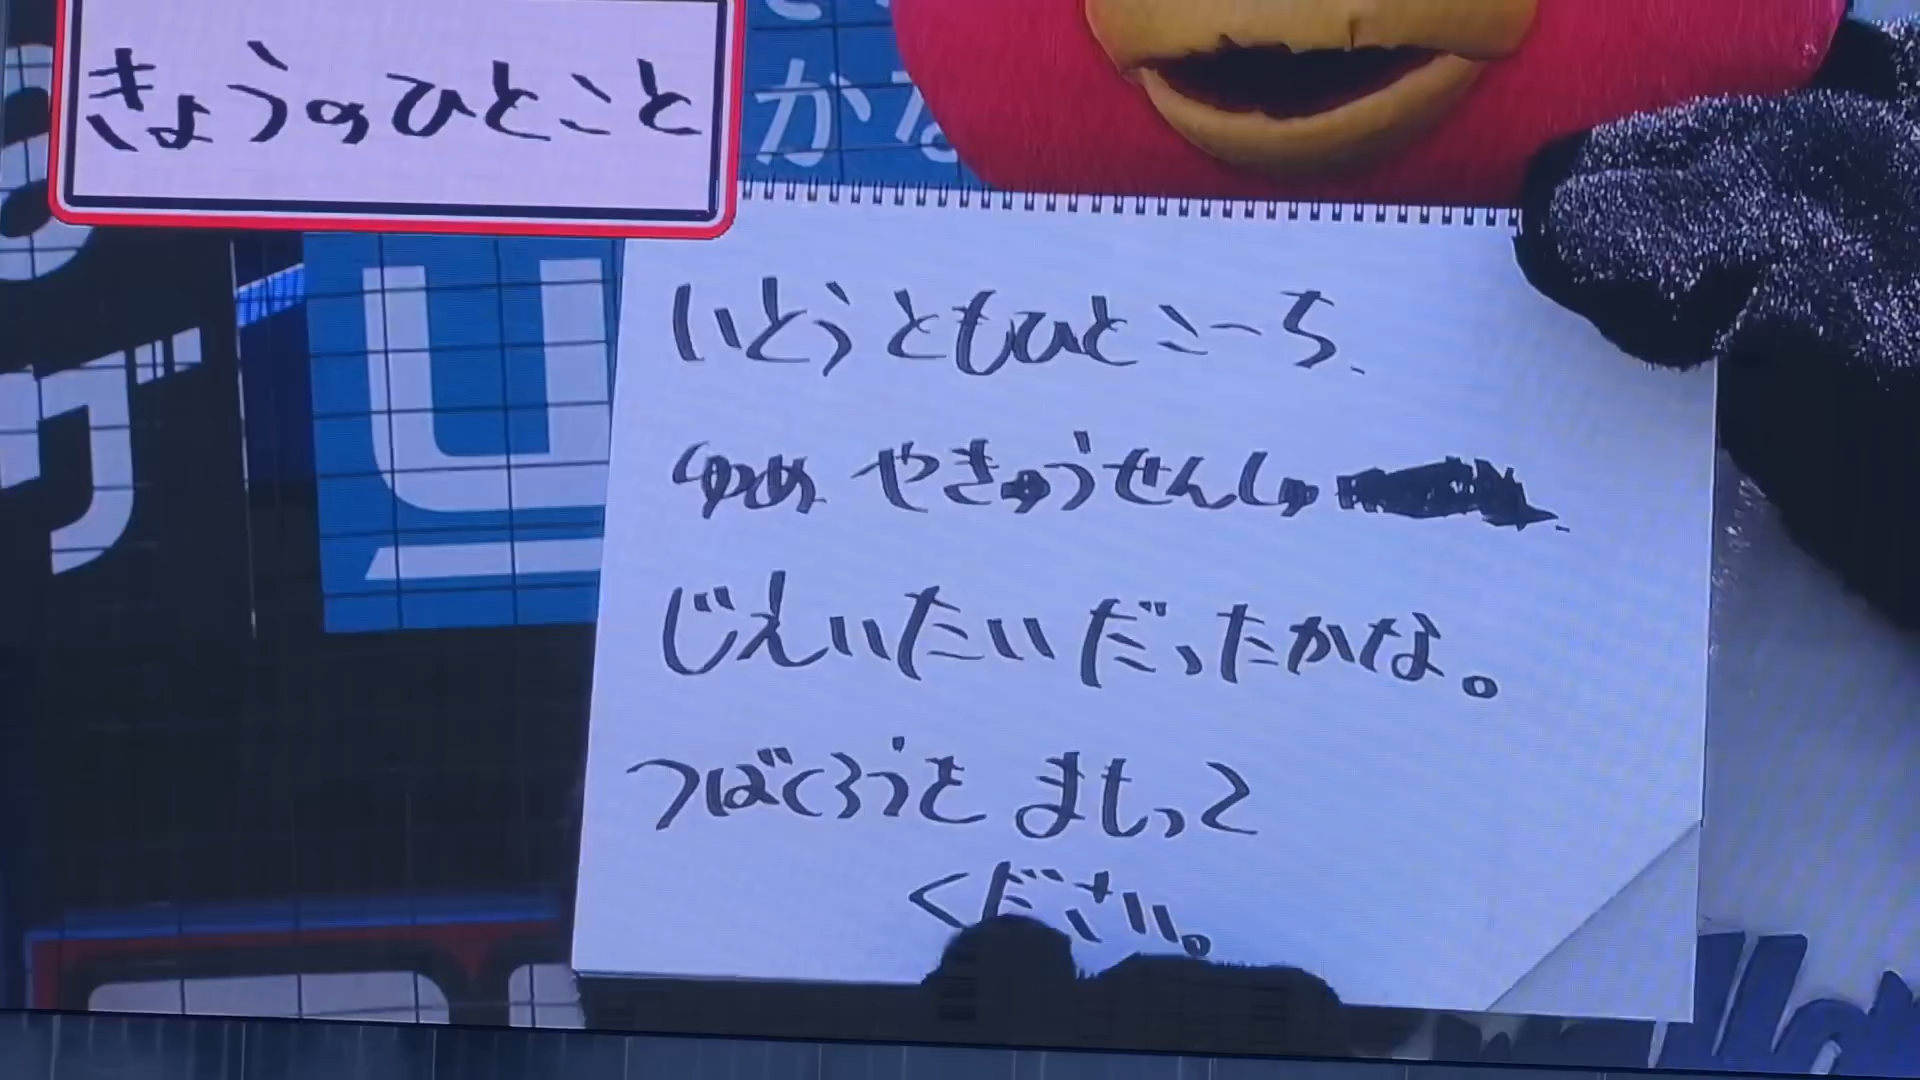 きょうのひとこと
かな
いとうともひとこーち、
ゆめ やきゅうせんしゅ
じえいたいだったかな。
つばくろうを まもって
ください。